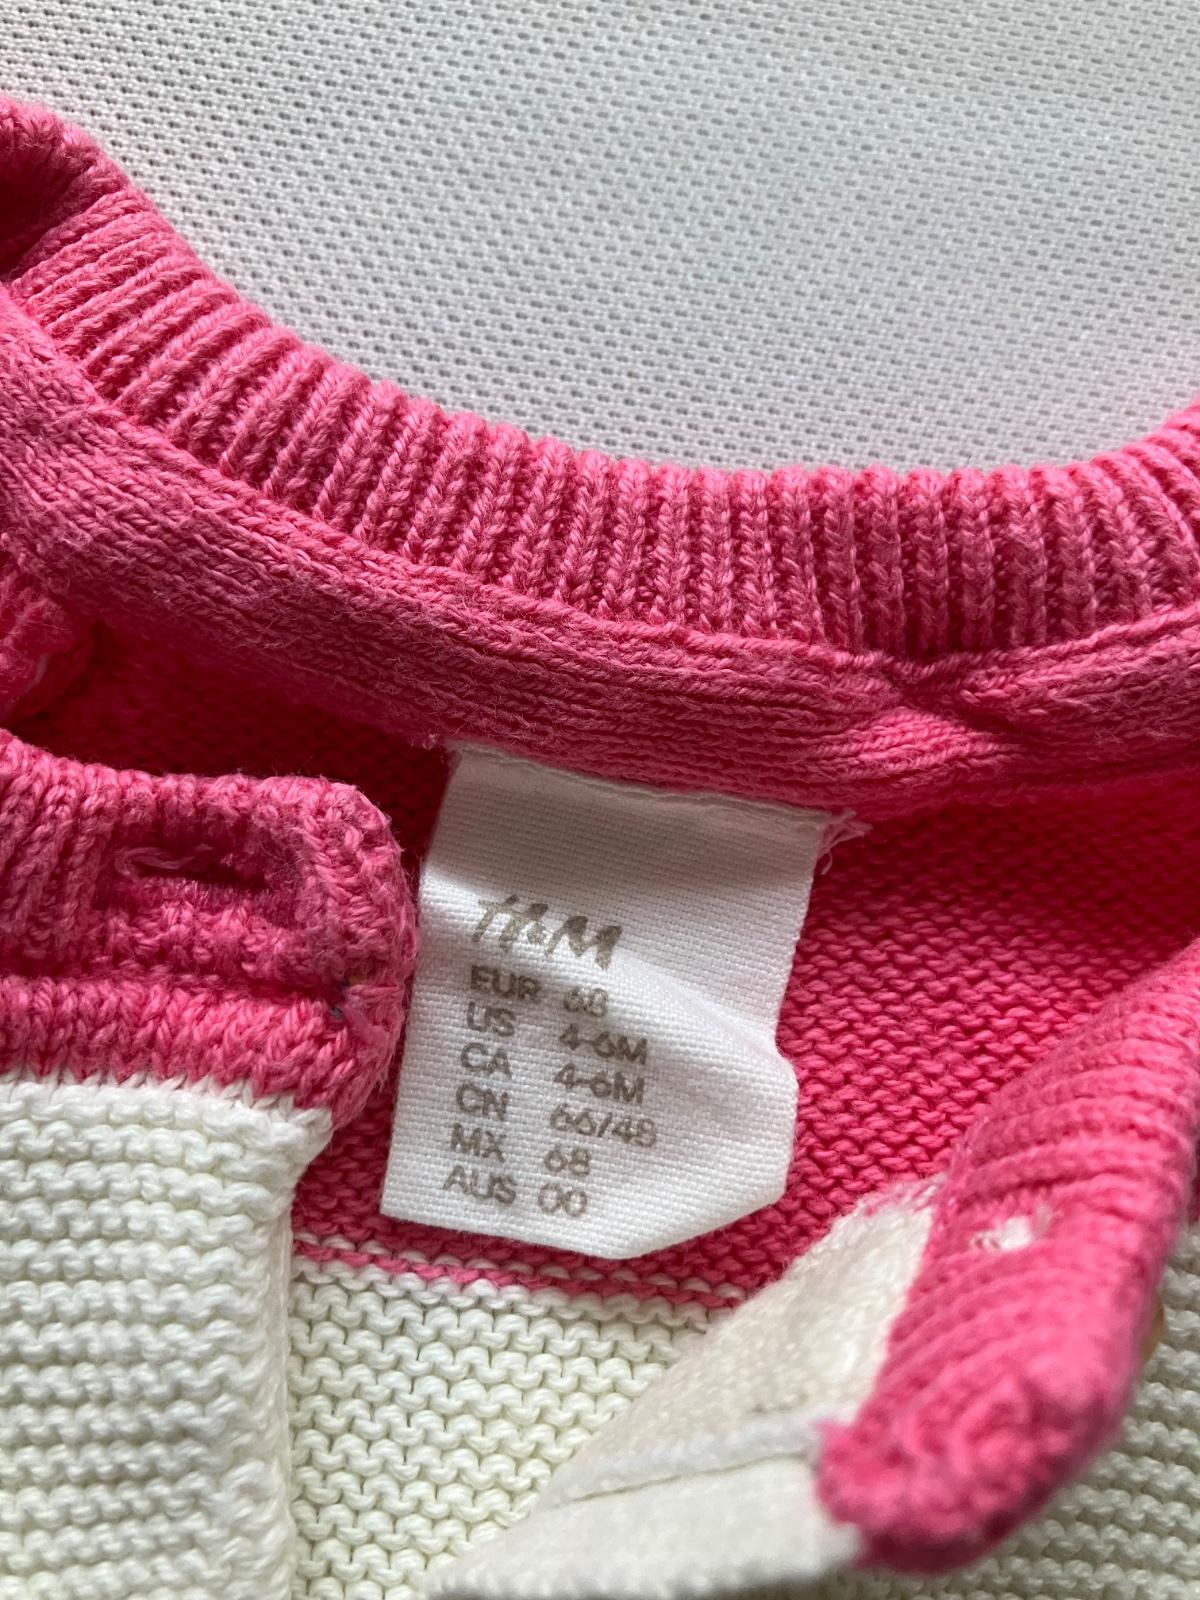 H&M
EUR 68
US 4-6M
CA 4-6M
CN 66/48
MX 68
AUS 00